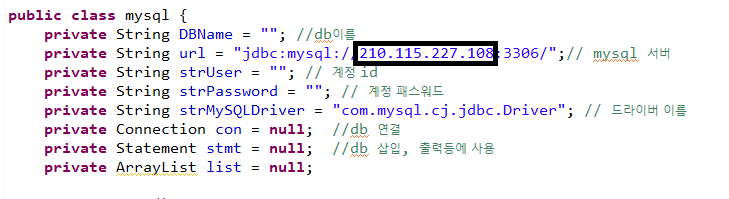 public class mysql {
private String DBName = ""; //db이름
private String url = "jdbc:mysql://210.115.227.108:3306/";// mysql 서버
private String strUser = ""; // 계정 id
private String strPassword = ""; // 계정 패스워드
private String strMySQLDriver = "com.mysql.cj.jdbc.Driver"; // 드라이버 이름
private Connection con = null; //db 연결
private Statement stmt = null; //db 삽입, 출력등에 사용
private ArrayList list = null;